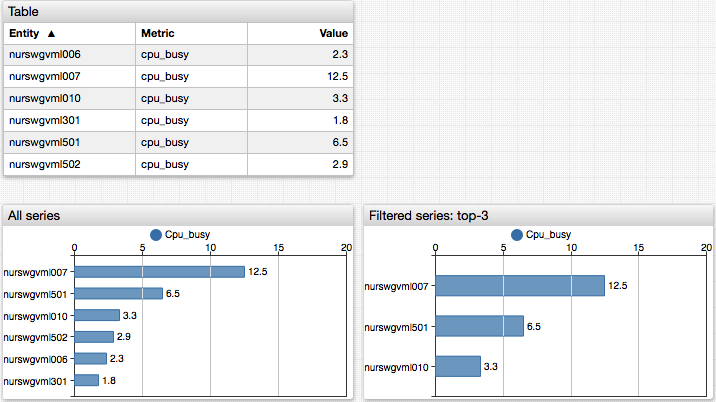 Table
Entity ▲ Metric Value
nurswgvml006 cpu_busy 2.3
nurswgvml007 cpu_busy 12.5
nurswgvml010 cpu_busy 3.3
nurswgvml301 cpu_busy 1.8
nurswgvml501 cpu_busy 6.5
nurswgvml502 cpu_busy 2.9
All series
Cpu_busy
0 5 10 15 20
nurswgvml007 12.5
nurswgvml501 6.5
nurswgvml010 3.3
nurswgvml502 2.9
nurswgvml006 2.3
nurswgvml301 1.8
Filtered series: top-3
Cpu_busy
0 5 10 15 20
nurswgvml007 12.5
nurswgvml501 6.5
nurswgvml010 3.3